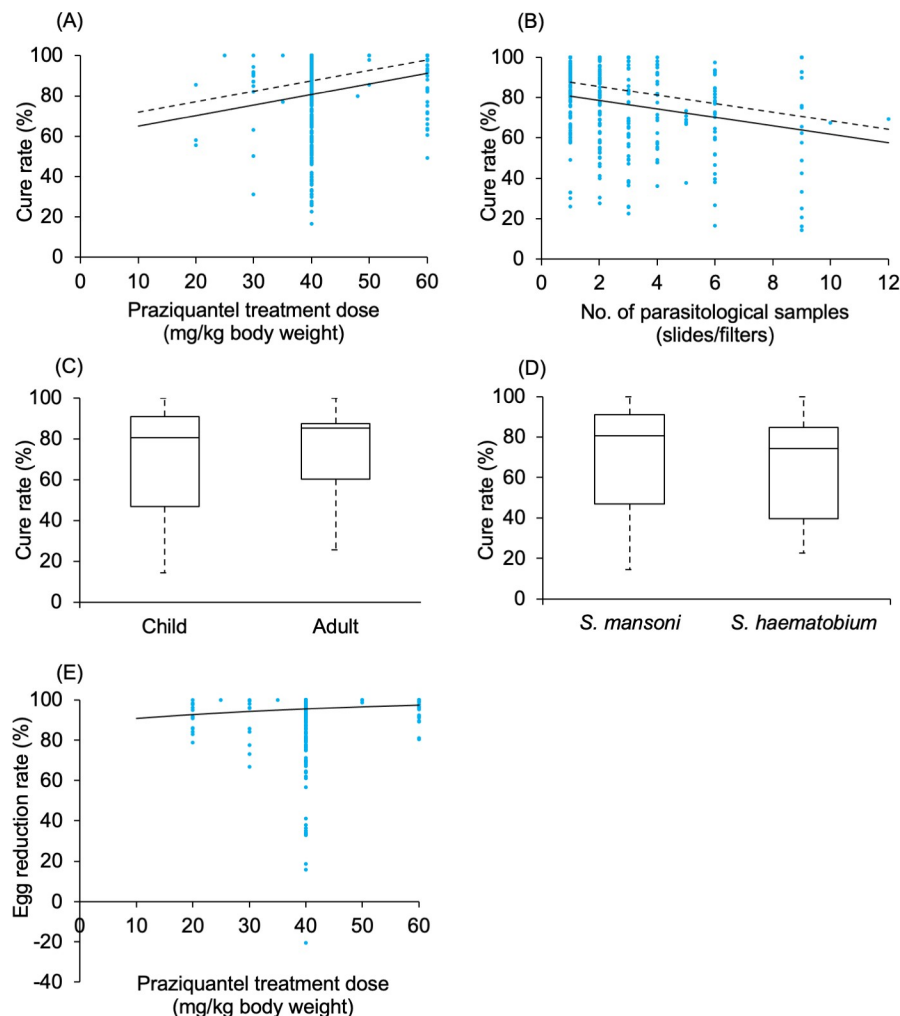 (A)
Cure rate (%)
100
80
60
40
20
0
0 10 20 30 40 50 60
Praziquantel treatment dose
(mg/kg body weight)
(B)
Cure rate (%)
100
80
60
40
20
0
0 2 4 6 8 10 12
No. of parasitological samples
(slides/filters)
(C)
Cure rate (%)
100
80
60
40
20
0
Child Adult
(D)
Cure rate (%)
100
80
60
40
20
0
S. mansoni S. haematobium
(E)
Egg reduction rate (%)
100
80
60
40
20
0
-20
-40
0 10 20 30 40 50 60
Praziquantel treatment dose
(mg/kg body weight)